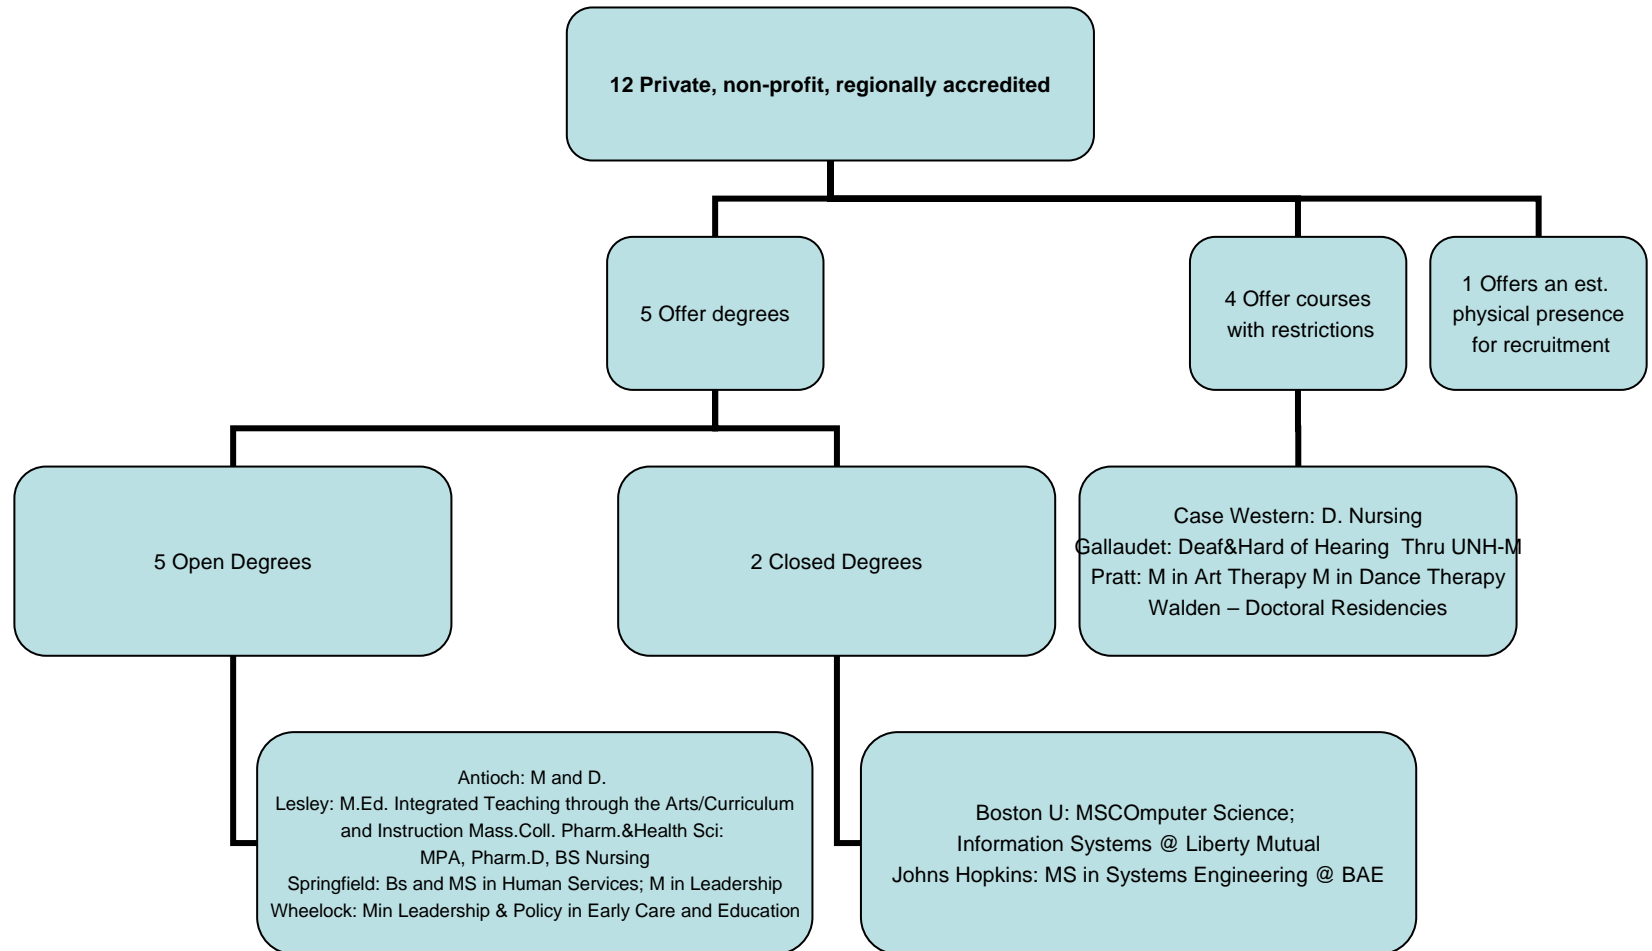 12 Private, non-profit, regionally accredited
5 Offer degrees
4 Offer courses
with restrictions
1 Offers an est.
physical presence
for recruitment
5 Open Degrees
2 Closed Degrees
Case Western: D. Nursing
Gallaudet: Deaf&Hard of Hearing Thru UNH-M
Pratt: M in Art Therapy M in Dance Therapy
Walden – Doctoral Residencies
Antioch: M and D.
Lesley: M.Ed. Integrated Teaching through the Arts/Curriculum
and Instruction Mass.Coll. Pharm.&Health Sci:
MPA, Pharm.D, BS Nursing
Springfield: Bs and MS in Human Services; M in Leadership
Wheelock: Min Leadership & Policy in Early Care and Education
Boston U: MSCOmputer Science;
Information Systems @ Liberty Mutual
Johns Hopkins: MS in Systems Engineering @ BAE